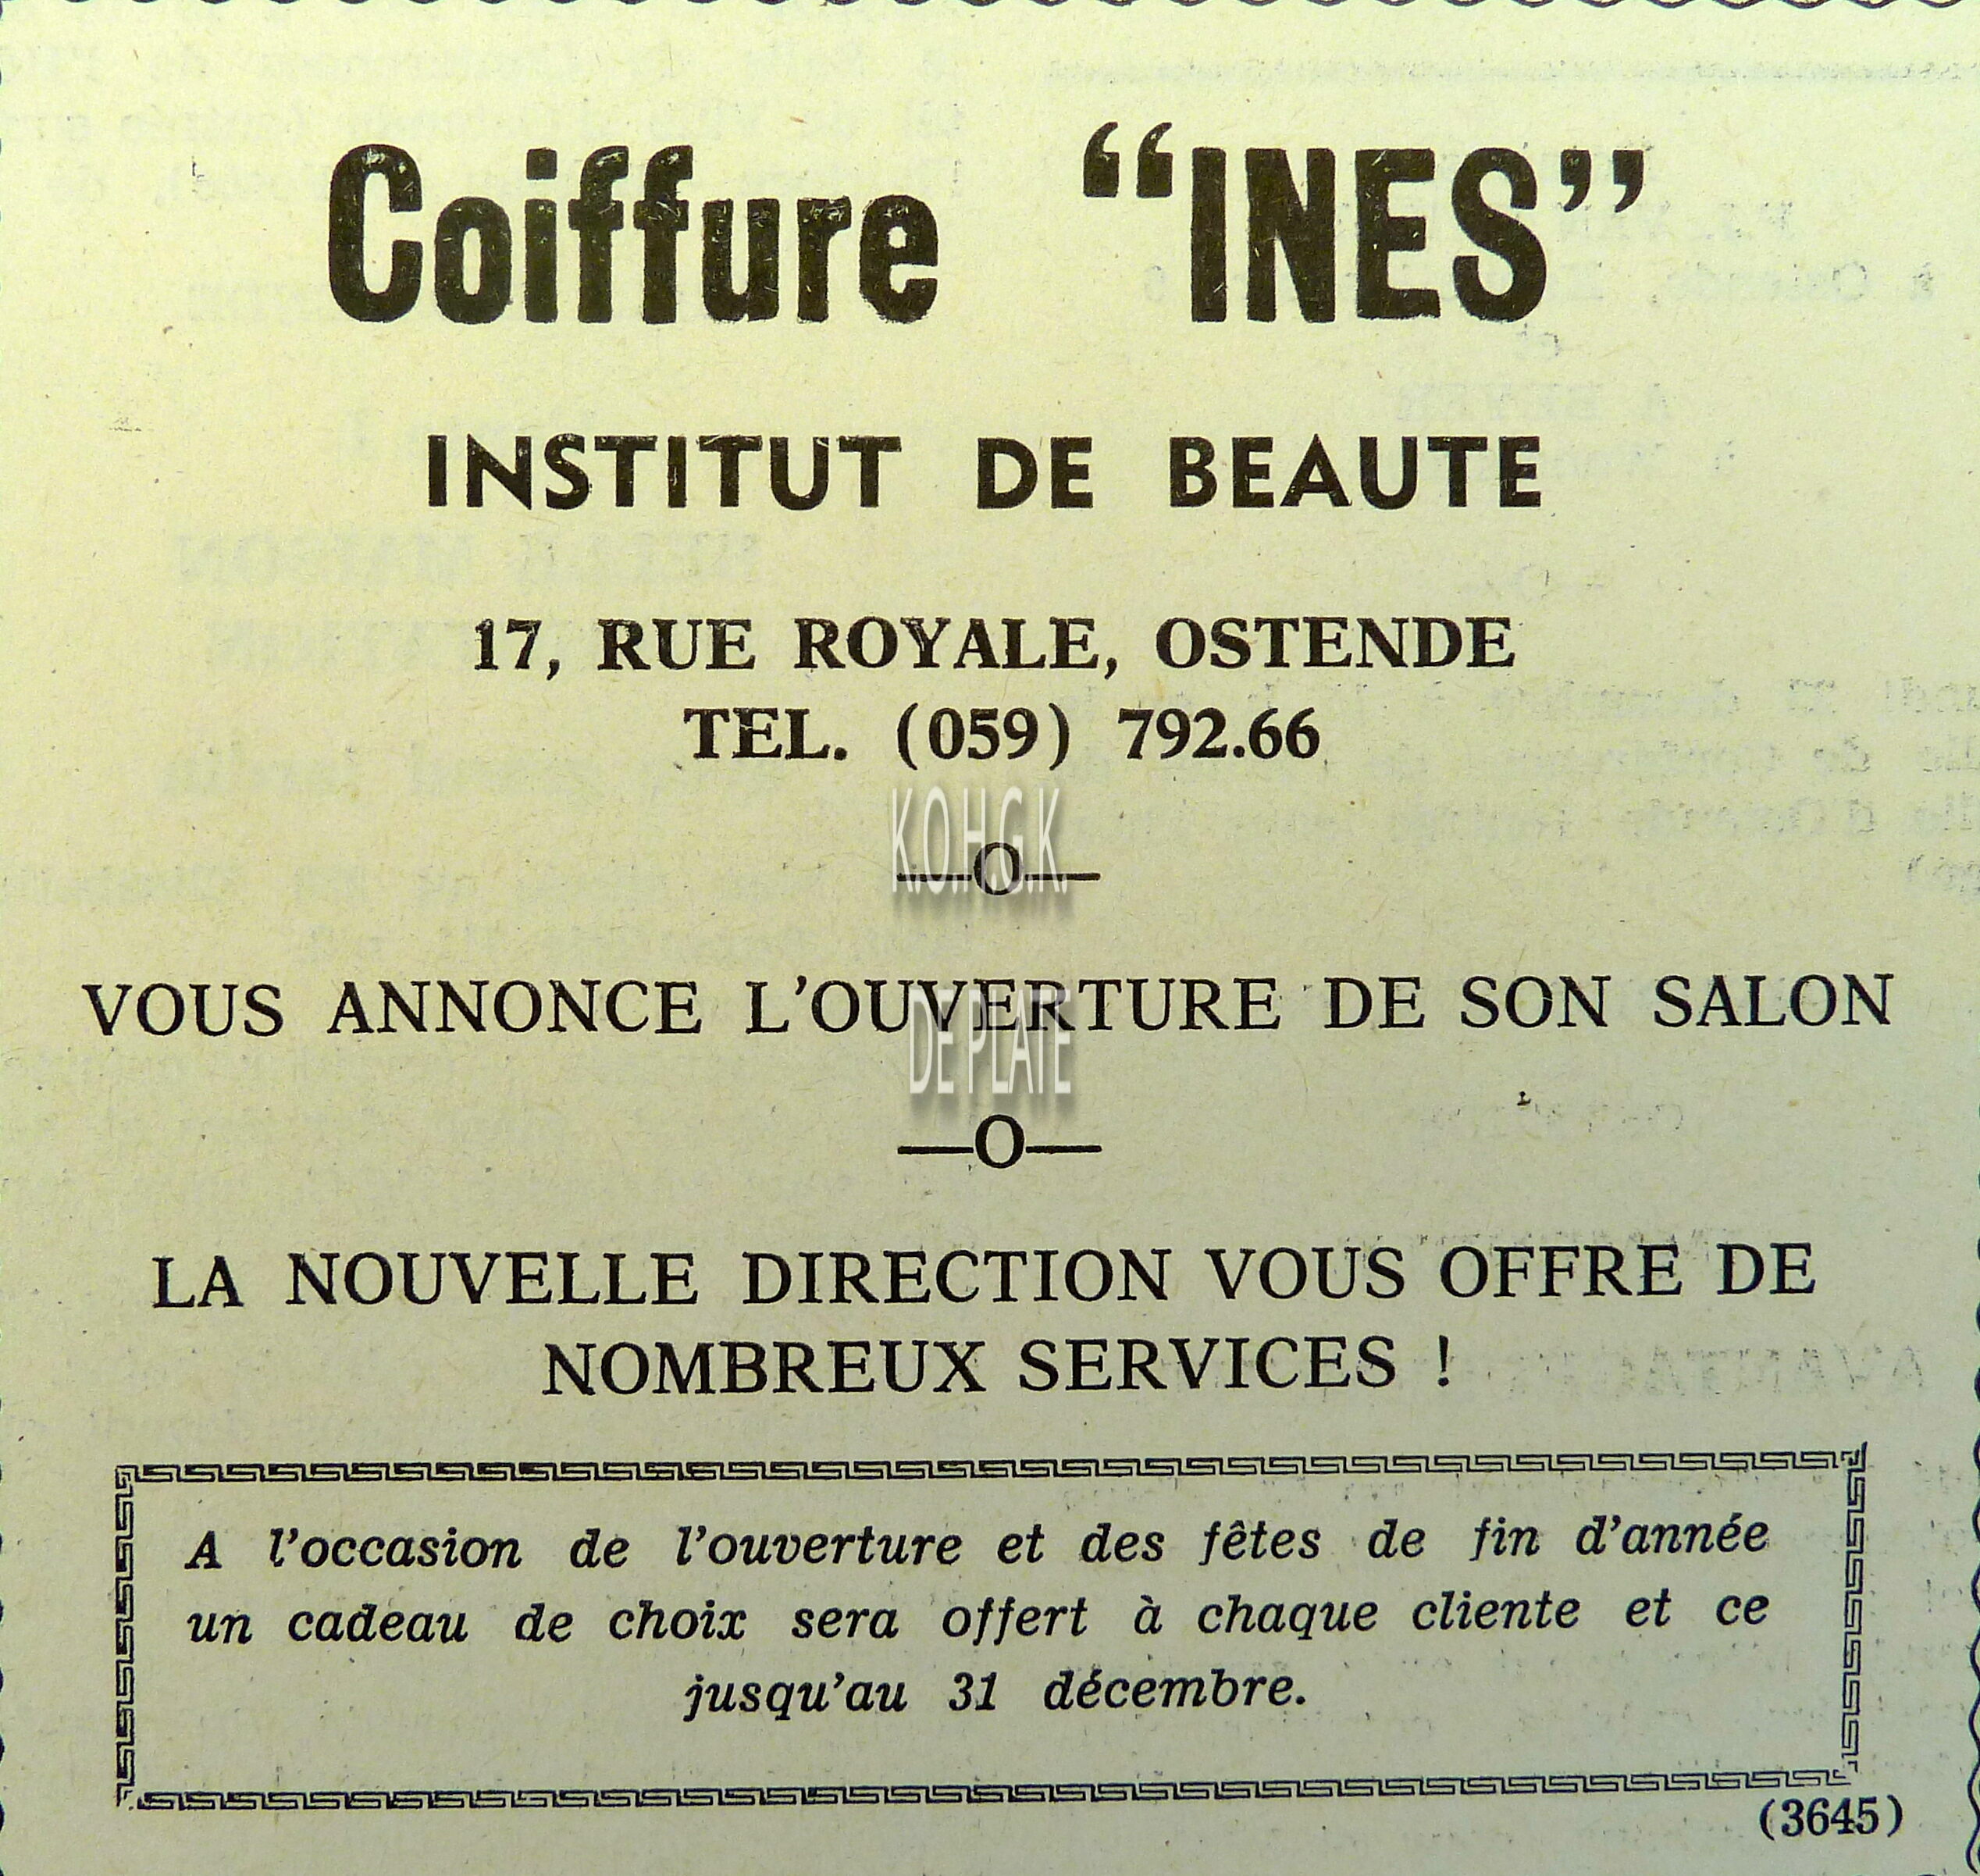 Coiffure “INES”
INSTITUT DE BEAUTE
17, RUE ROYALE, OSTENDE
TEL. (059) 792.66
K.O.H.G.K.
—O—
VOUS ANNONCE L'OUVERTURE DE SON SALON
DE PLATE
—O—
LA NOUVELLE DIRECTION VOUS OFFRE DE
NOMBREUX SERVICES !
A l'occasion de l'ouverture et des fêtes de fin d'année
un cadeau de choix sera offert à chaque cliente et ce
jusqu'au 31 décembre.
(3645)